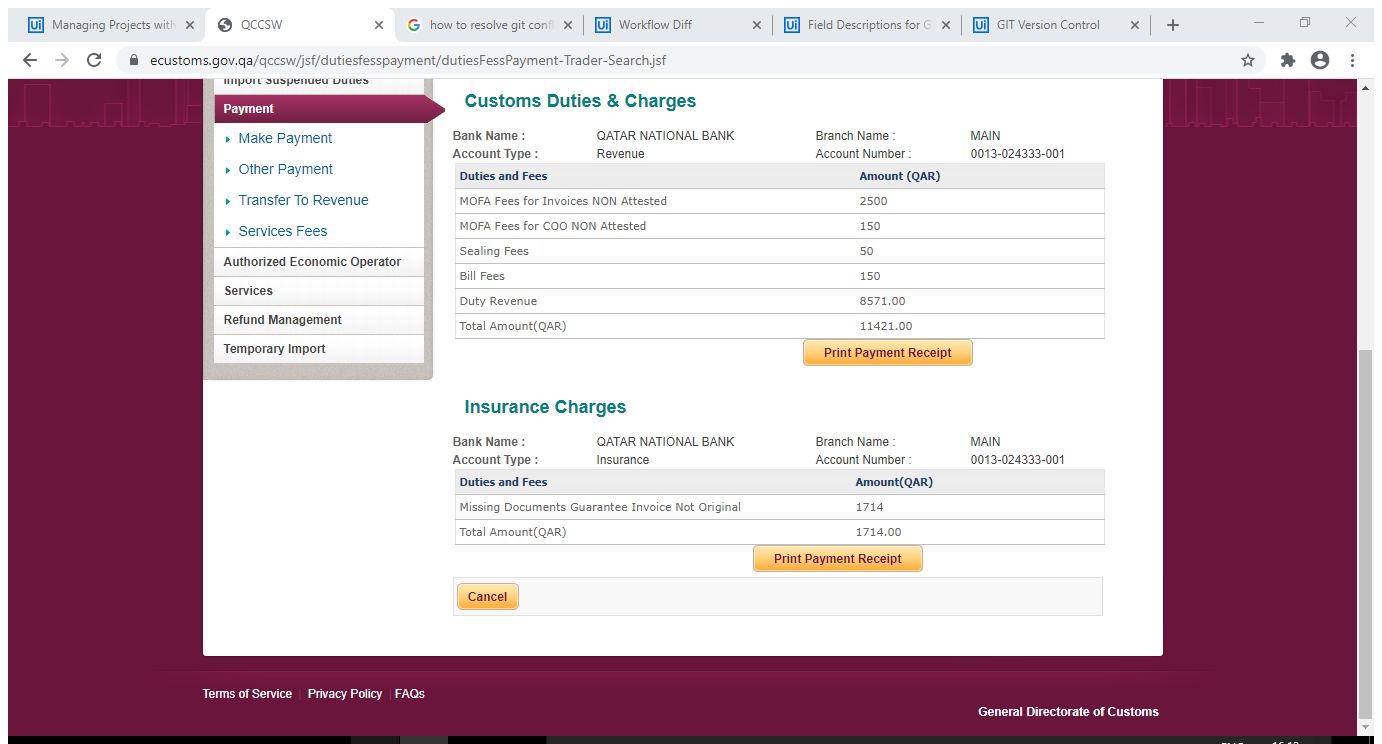 Managing Projects with
QCCSW
how to resolve git confl
Workflow Diff
Field Descriptions for G
GIT Version Control
ecustoms.gov.qa/qccsw/jsf/dutiesfesspayment/dutiesFessPayment-Trader-Search.jsf
Import Suspended Duties
Payment
Make Payment
Other Payment
Transfer To Revenue
Services Fees
Authorized Economic Operator
Services
Refund Management
Temporary Import
Customs Duties & Charges
Bank Name : QATAR NATIONAL BANK Branch Name : MAIN
Account Type : Revenue Account Number : 0013-024333-001
Duties and Fees Amount (QAR)
MOFA Fees for Invoices NON Attested 2500
MOFA Fees for COO NON Attested 150
Sealing Fees 50
Bill Fees 150
Duty Revenue 8571.00
Total Amount(QAR) 11421.00
Print Payment Receipt
Insurance Charges
Bank Name : QATAR NATIONAL BANK Branch Name : MAIN
Account Type : Insurance Account Number : 0013-024333-001
Duties and Fees Amount(QAR)
Missing Documents Guarantee Invoice Not Original 1714
Total Amount(QAR) 1714.00
Print Payment Receipt
Cancel
Terms of Service Privacy Policy FAQs
General Directorate of Customs